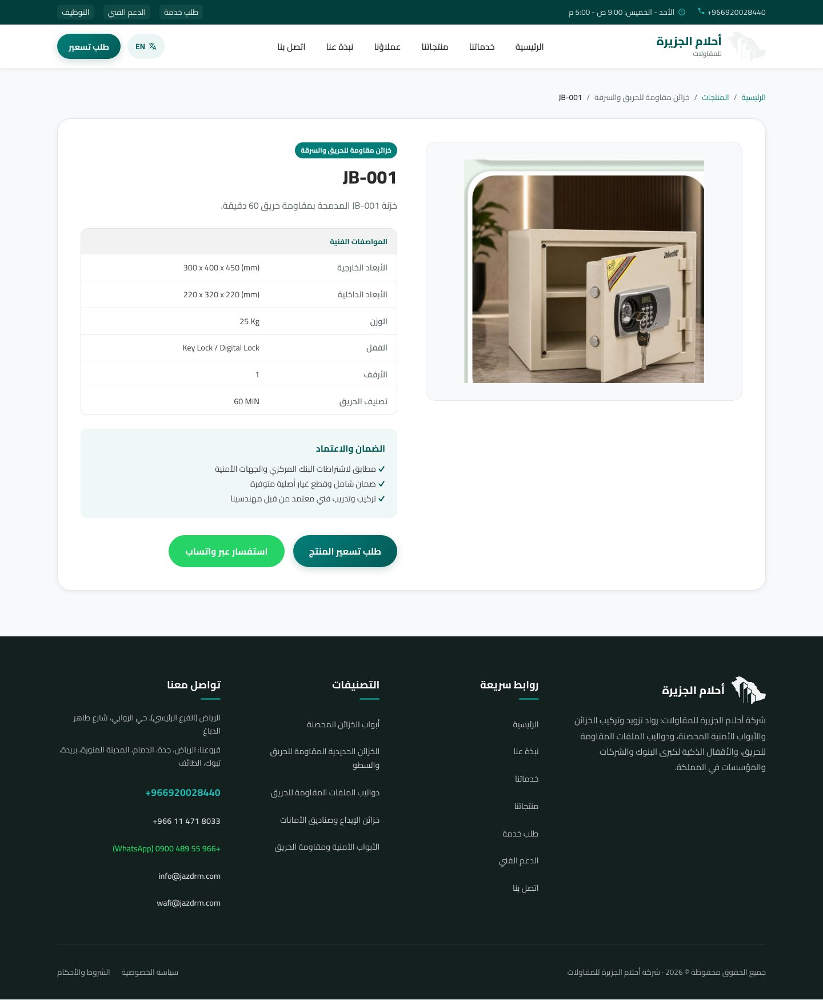 +966920028440
الأحد - الخميس: 9:00 ص - 5:00 م
طلب خدمة
الدعم الفني
التوظيف
أحلام الجزيرة
للمقاولات
الرئيسية
خدماتنا
منتجاتنا
عملاؤنا
نبذة عنا
اتصل بنا
EN
طلب تسعير
الرئيسية / المنتجات / خزائن مقاومة للحريق والسرقة / JB-001
خزائن مقاومة للحريق والسرقة
JB-001
خزنة JB-001 المدمجة بمقاومة حريق 60 دقيقة.
المواصفات الفنية
الأبعاد الخارجية 300 x 400 x 450 (mm)
الأبعاد الداخلية 220 x 320 x 220 (mm)
الوزن 25 Kg
القفل Key Lock / Digital Lock
الأرفف 1
تصنيف الحريق 60 MIN
الضمان والاعتماد
✓ مطابق لاشتراطات البنك المركزي والجهات الأمنية
✓ ضمان شامل وقطع غيار أصلية متوفرة
✓ تركيب وتدريب فني معتمد من قبل مهندسينا
طلب تسعير المنتج
استفسار عبر واتساب
أحلام الجزيرة
شركة أحلام الجزيرة للمقاولات: رواد تزويد وتركيب الخزائن
والأبواب الأمنية المحصنة، ودواليب الملفات المقاومة
للحريق، والأقفال الذكية لكبرى البنوك والشركات
والمؤسسات في المملكة.
روابط سريعة
الرئيسية
نبذة عنا
خدماتنا
منتجاتنا
طلب خدمة
الدعم الفني
اتصل بنا
التصنيفات
أبواب الخزائن المحصنة
الخزائن الحديدية المقاومة للحريق
والسطو
دواليب الملفات المقاومة للحريق
خزائن الإيداع وصناديق الأمانات
الأبواب الأمنية ومقاومة الحريق
تواصل معنا
الرياض (الفرع الرئيسي)، حي الروابي، شارع طاهر
الدباغ
فروعنا: الرياض، جدة، الدمام، المدينة المنورة، بريدة،
تبوك، الطائف
+966920028440
+966 11 471 8033
+966 55 489 0900 (WhatsApp)
info@jazdrm.com
wafi@jazdrm.com
جميع الحقوق محفوظة © 2026 · شركة أحلام الجزيرة للمقاولات
سياسة الخصوصية
الشروط والأحكام